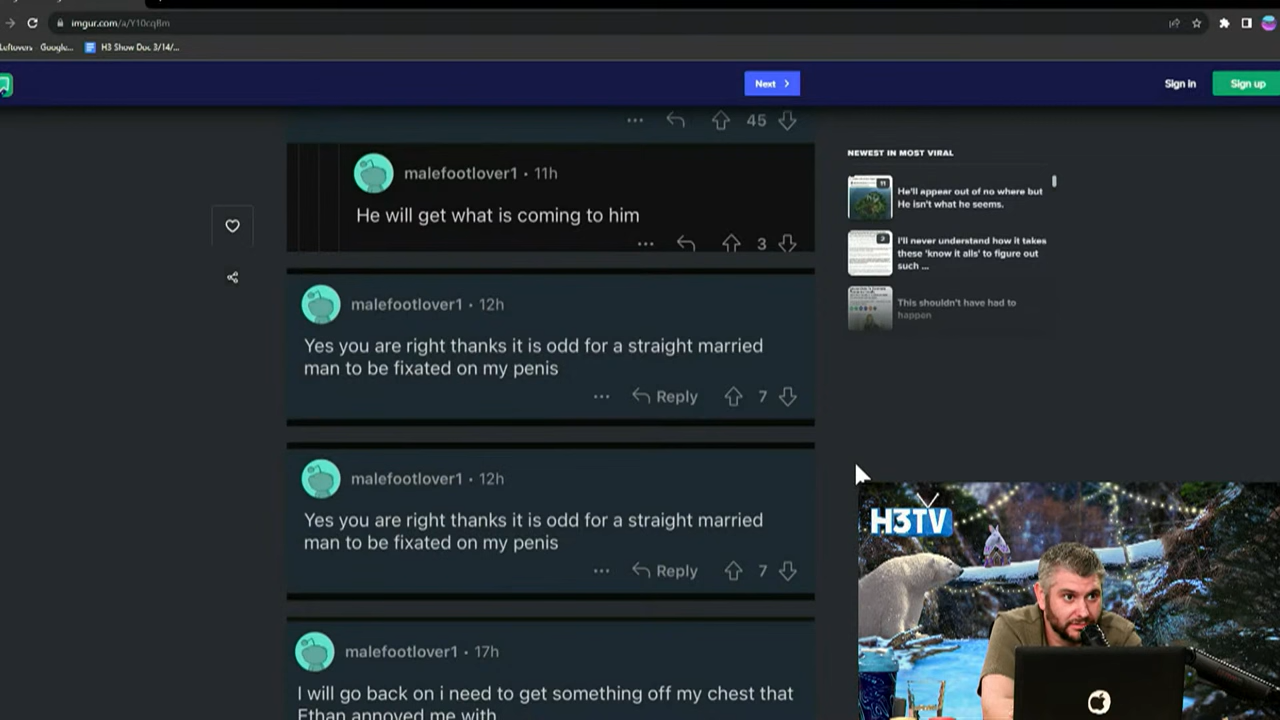 imgur.com/a/Y10cqBm
Leftovers Google...
H3 Show Doc 3/14/...
Next
Sign in
Sign up
45
malefootlover1 · 11h
He will get what is coming to him
3
malefootlover1 · 12h
Yes you are right thanks it is odd for a straight married
man to be fixated on my penis
Reply
7
malefootlover1 · 12h
Yes you are right thanks it is odd for a straight married
man to be fixated on my penis
Reply
7
malefootlover1 · 17h
I will go back on i need to get something off my chest that
Ethan annoyed me with
NEWEST IN MOST VIRAL
He'll appear out of no where but
He isn't what he seems.
I'll never understand how it takes
these 'know it alls' to figure out
such ...
This shouldn't have had to
happen
H3TV